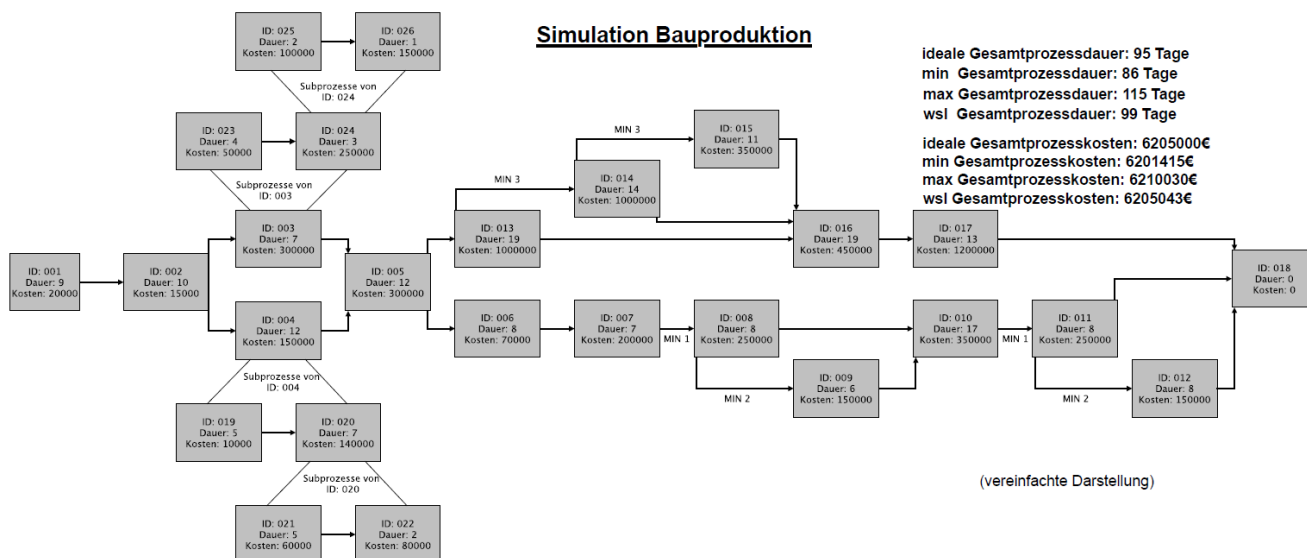 Simulation Bauproduktion
ideale Gesamtprozessdauer: 95 Tage
min Gesamtprozessdauer: 86 Tage
max Gesamtprozessdauer: 115 Tage
wsl Gesamtprozessdauer: 99 Tage
ideale Gesamtprozesskosten: 6205000€
min Gesamtprozesskosten: 6201415€
max Gesamtprozesskosten: 6210030€
wsl Gesamtprozesskosten: 6205043€
ID: 025
Dauer: 2
Kosten: 100000
ID: 026
Dauer: 1
Kosten: 150000
Subprozesse von
ID: 024
ID: 023
Dauer: 4
Kosten: 50000
ID: 024
Dauer: 3
Kosten: 250000
Subprozesse von
ID: 003
ID: 003
Dauer: 7
Kosten: 300000
ID: 001
Dauer: 9
Kosten: 20000
ID: 002
Dauer: 10
Kosten: 15000
ID: 004
Dauer: 12
Kosten: 150000
ID: 005
Dauer: 12
Kosten: 300000
Subprozesse von
ID: 004
ID: 019
Dauer: 5
Kosten: 10000
ID: 020
Dauer: 7
Kosten: 140000
Subprozesse von
ID: 020
ID: 021
Dauer: 5
Kosten: 60000
ID: 022
Dauer: 2
Kosten: 80000
ID: 013
Dauer: 19
Kosten: 1000000
MIN 3
ID: 014
Dauer: 14
Kosten: 1000000
MIN 3
ID: 015
Dauer: 11
Kosten: 350000
ID: 016
Dauer: 19
Kosten: 450000
ID: 017
Dauer: 13
Kosten: 1200000
ID: 018
Dauer: 0
Kosten: 0
ID: 006
Dauer: 8
Kosten: 70000
ID: 007
Dauer: 7
Kosten: 200000
MIN 1
ID: 008
Dauer: 8
Kosten: 250000
MIN 2
ID: 009
Dauer: 6
Kosten: 150000
ID: 010
Dauer: 17
Kosten: 350000
MIN 1
ID: 011
Dauer: 8
Kosten: 250000
MIN 2
ID: 012
Dauer: 8
Kosten: 150000
(vereinfachte Darstellung)